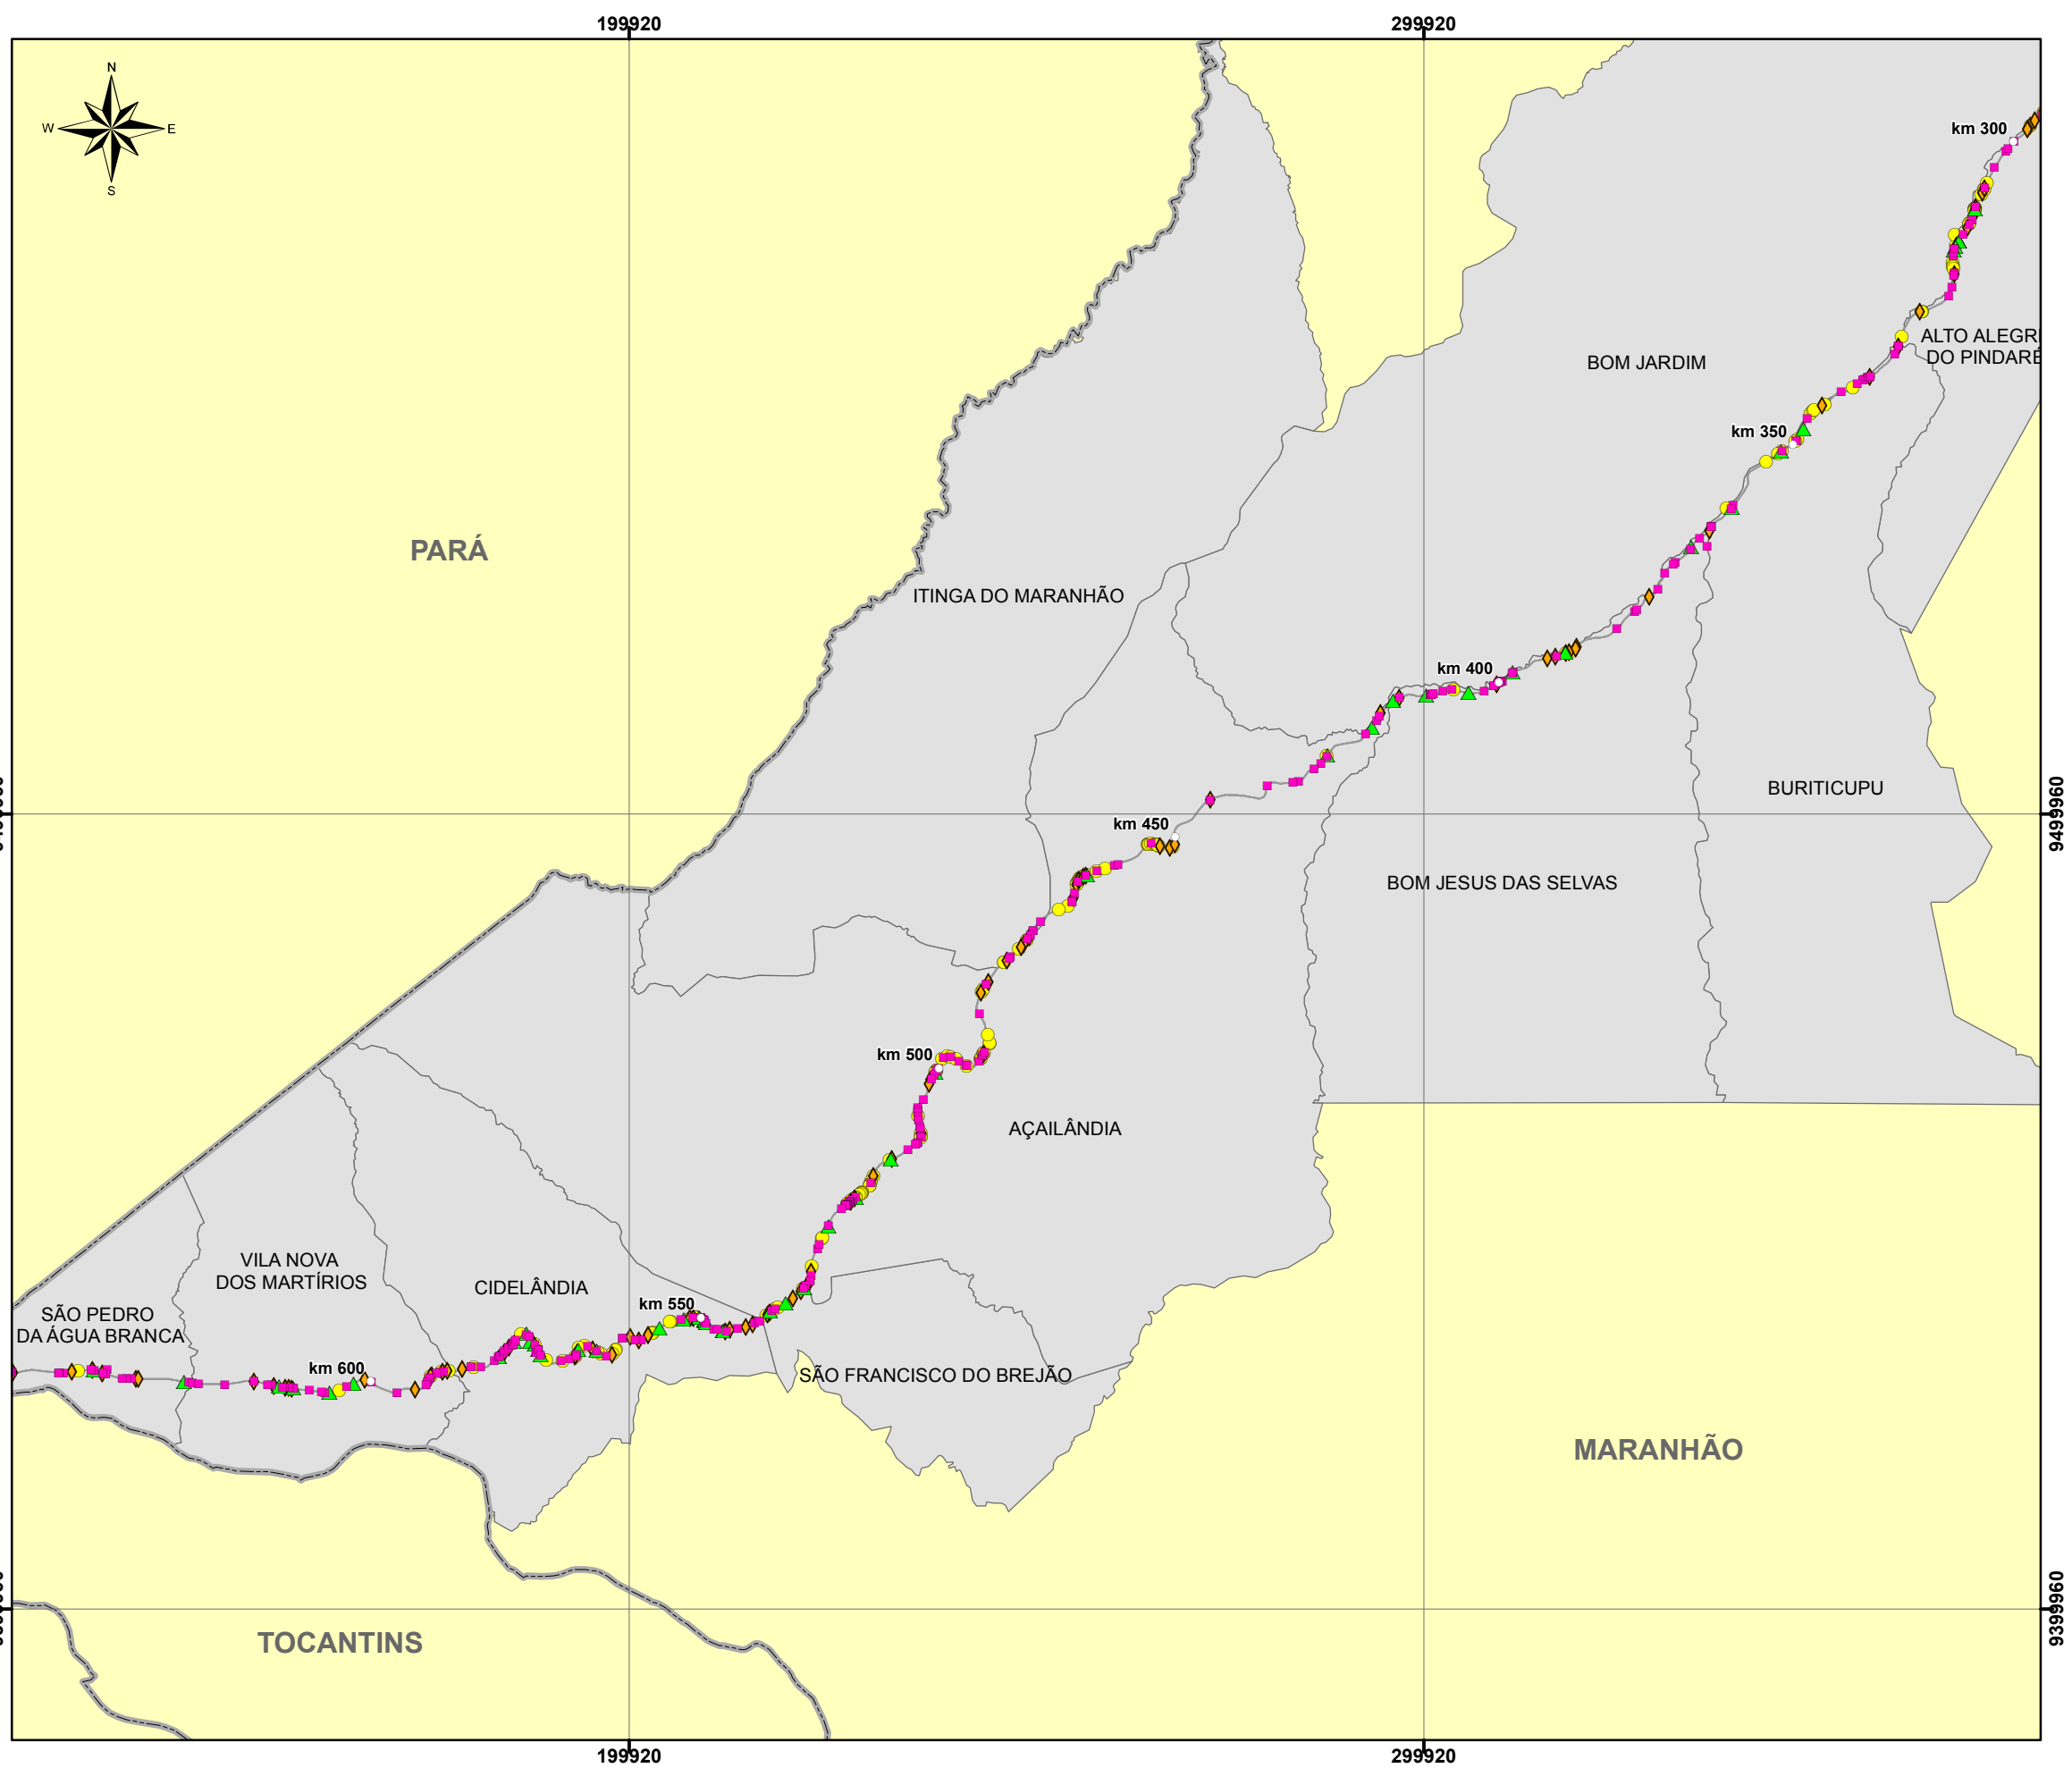 199920
299920
N
W
E
S
km 300
ALTO ALEGR
DO PINDARÉ
BOM JARDIM
km 350
PARÁ
ITINGA DO MARANHÃO
km 400
BURITICUPU
9499960
km 450
BOM JESUS DAS SELVAS
km 500
AÇAILÂNDIA
VILA NOVA
DOS MARTÍRIOS
CIDELÂNDIA
km 550
SÃO PEDRO
DA ÁGUA BRANCA
km 600
SÃO FRANCISCO DO BREJÃO
MARANHÃO
9399960
TOCANTINS
199920
299920